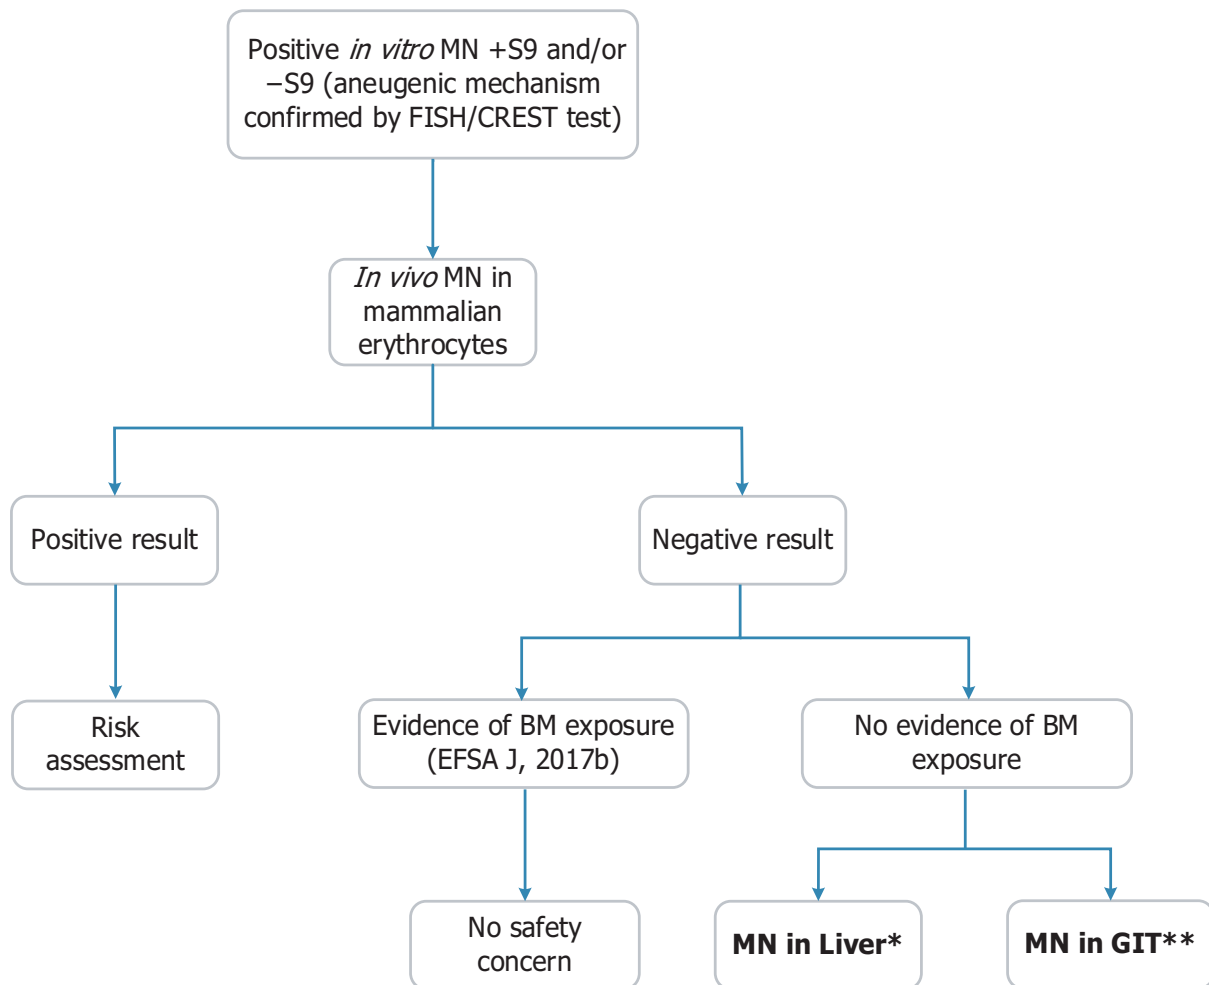 Positive in vitro MN +S9 and/or
−S9 (aneugenic mechanism
confirmed by FISH/CREST test)
In vivo MN in
mammalian
erythrocytes
Positive result
Negative result
Risk
assessment
Evidence of BM exposure
(EFSA J, 2017b)
No evidence of BM
exposure
No safety
concern
MN in Liver*
MN in GIT**